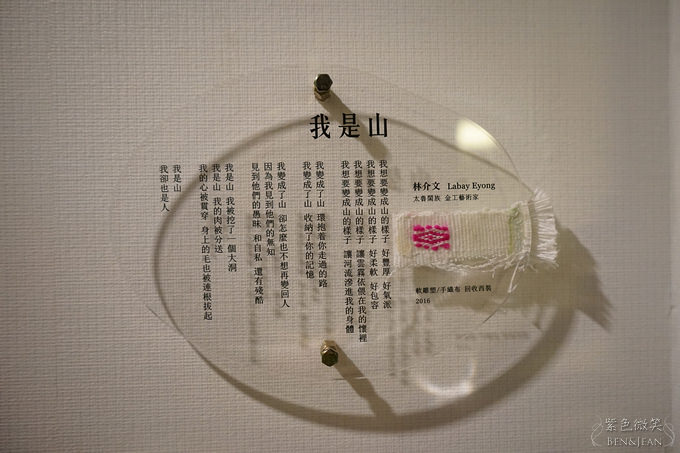 我是山
林介文 Labay Eyong
太魯閣族 金工藝術家
軟雕塑/手織布 回收西裝
2016
我想要變成山的樣子 好豐厚 好氣派
我想要變成山的樣子 好柔軟 好包容
我想要變成山的樣子 讓雲霧依偎在我的懷裡
我想要變成山的樣子 讓河流滲進我的身體
我變成了山 環抱着你走過的路
我變成了山 收納了你的記憶
我變成了山 卻怎麼也不想再變回人
因為我見到他們的無知
見到他們的愚昧 和自私 還有殘酷
我是山 我被挖了一個大洞
我是山 我的肉被分送
我的心被貫穿 身上的毛也被連根拔起
我是山
我卻也是人
紫色微笑
BEN&JEAN